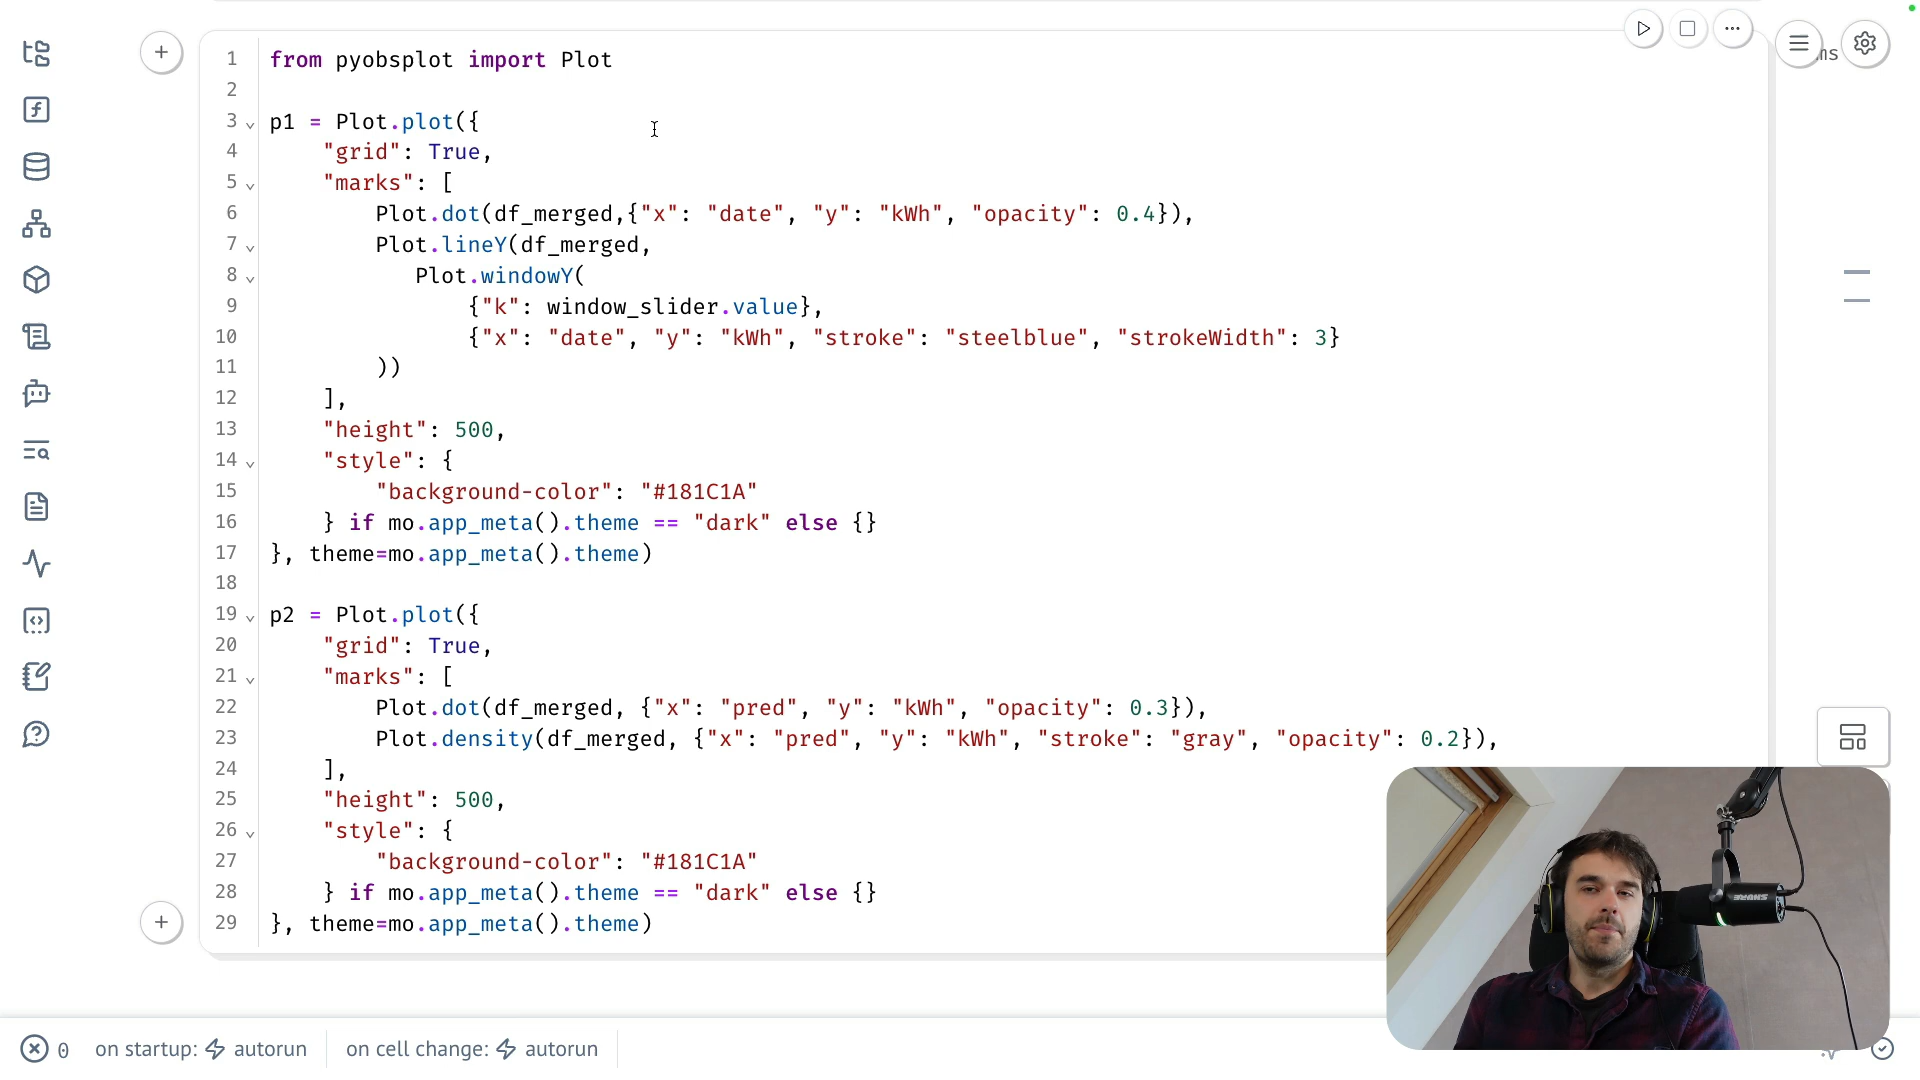 ms
1 from pyobsplot import Plot
2
3 p1 = Plot.plot({
4     "grid": True,
5     "marks": [
6         Plot.dot(df_merged,{"x": "date", "y": "kWh", "opacity": 0.4}),
7         Plot.lineY(df_merged,
8            Plot.windowY(
9                {"k": window_slider.value},
10                {"x": "date", "y": "kWh", "stroke": "steelblue", "strokeWidth": 3}
11         ))
12     ],
13     "height": 500,
14     "style": {
15         "background-color": "#181C1A"
16     } if mo.app_meta().theme == "dark" else {}
17 }, theme=mo.app_meta().theme)
18
19 p2 = Plot.plot({
20     "grid": True,
21     "marks": [
22         Plot.dot(df_merged, {"x": "pred", "y": "kWh", "opacity": 0.3}),
23         Plot.density(df_merged, {"x": "pred", "y": "kWh", "stroke": "gray", "opacity": 0.2}),
24     ],
25     "height": 500,
26     "style": {
27         "background-color": "#181C1A"
28     } if mo.app_meta().theme == "dark" else {}
29 }, theme=mo.app_meta().theme)
0 on startup: autorun on cell change: autorun